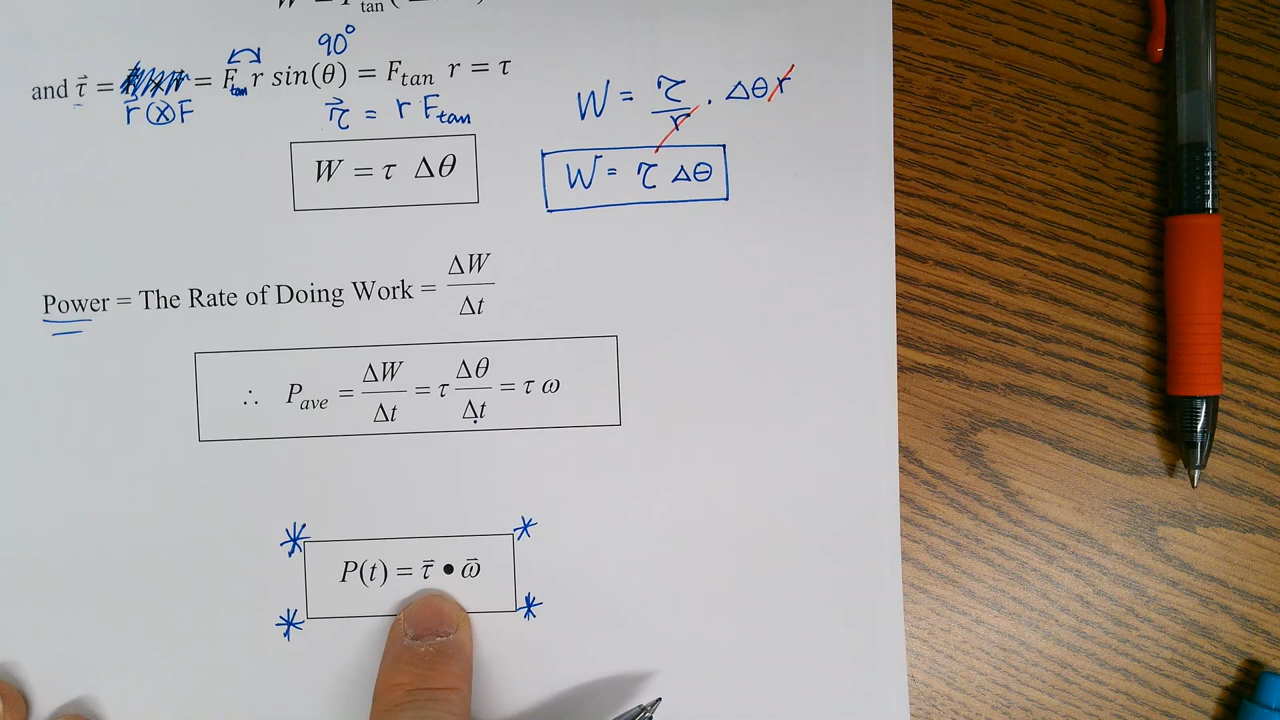 tan
90°
and τ⃗ = = F_tan r sin(θ) = F_tan r = τ
r⃗ ⊗ F
τ⃗ = r F_tan
W = τ/r · Δθ r
W = τ Δθ
W = τ Δθ
Power = The Rate of Doing Work = ΔW/Δt
∴ P_ave = ΔW/Δt = τ Δθ/Δt = τ ω
P(t) = τ⃗ • ω⃗